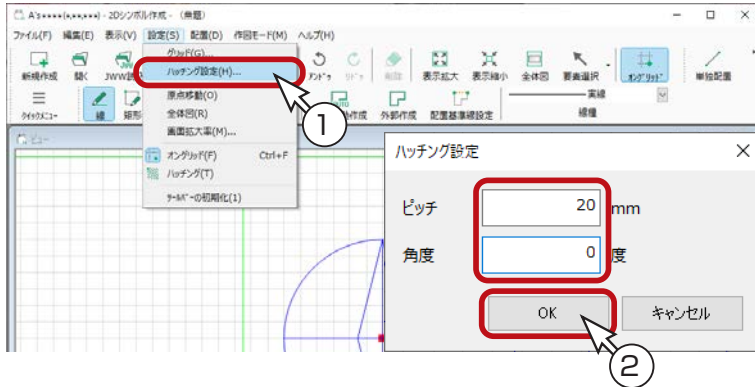 A's****(*,**,***) - 2Dシンボル作成 - （無題）
ファイル(F) 編集(E) 表示(V) 設定(S) 配置(D) 作図モード(M) ヘルプ(H)
グリッド(G)...
新規作成 開く JWW ハッチング設定(H)... アンドゥ リドゥ 削除 表示拡大 表示縮小 全体図 要素選択 オングリッド 単独配置
原点移動(O) 実線
クイックメニュー 線 矩形 全体図(R) 作成 外部作成 配置基準線設定 線種
画面拡大率(M)...
ビュー
オングリッド(F) Ctrl+F
ハッチング(T)
ツールバーの初期化(1)
1
ハッチング設定
ピッチ 20 mm
角度 0 度
OK キャンセル
2